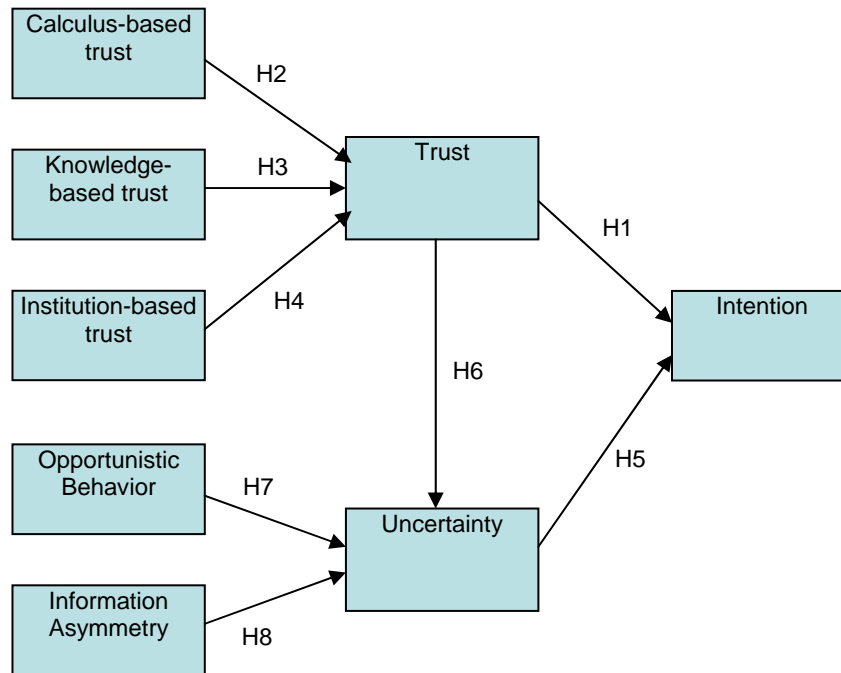 Calculus-based
trust
H2
Knowledge-
based trust
H3
Trust
H1
Institution-based
trust
H4
Intention
H6
Opportunistic
Behavior
H7
Uncertainty
H5
Information
Asymmetry
H8